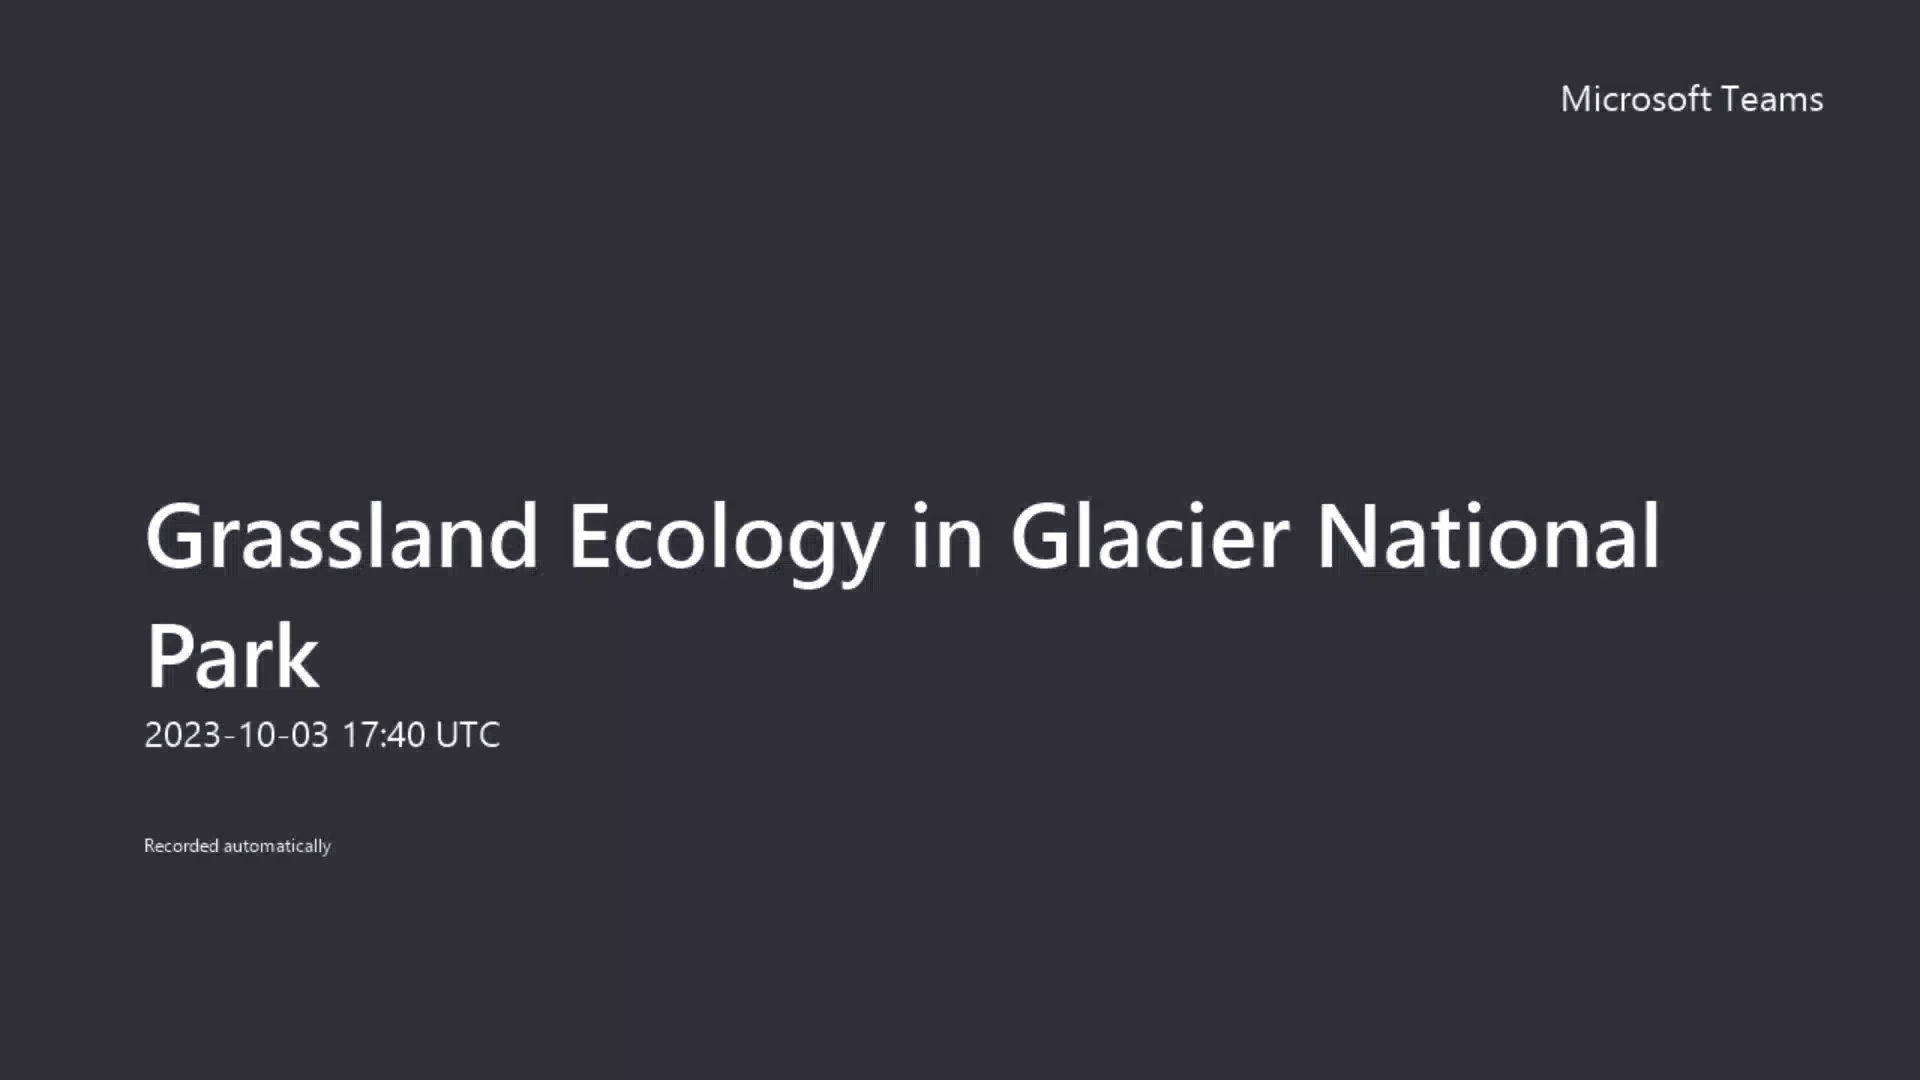 Microsoft Teams
Grassland Ecology in Glacier National
Park
2023-10-03 17:40 UTC
Recorded automatically